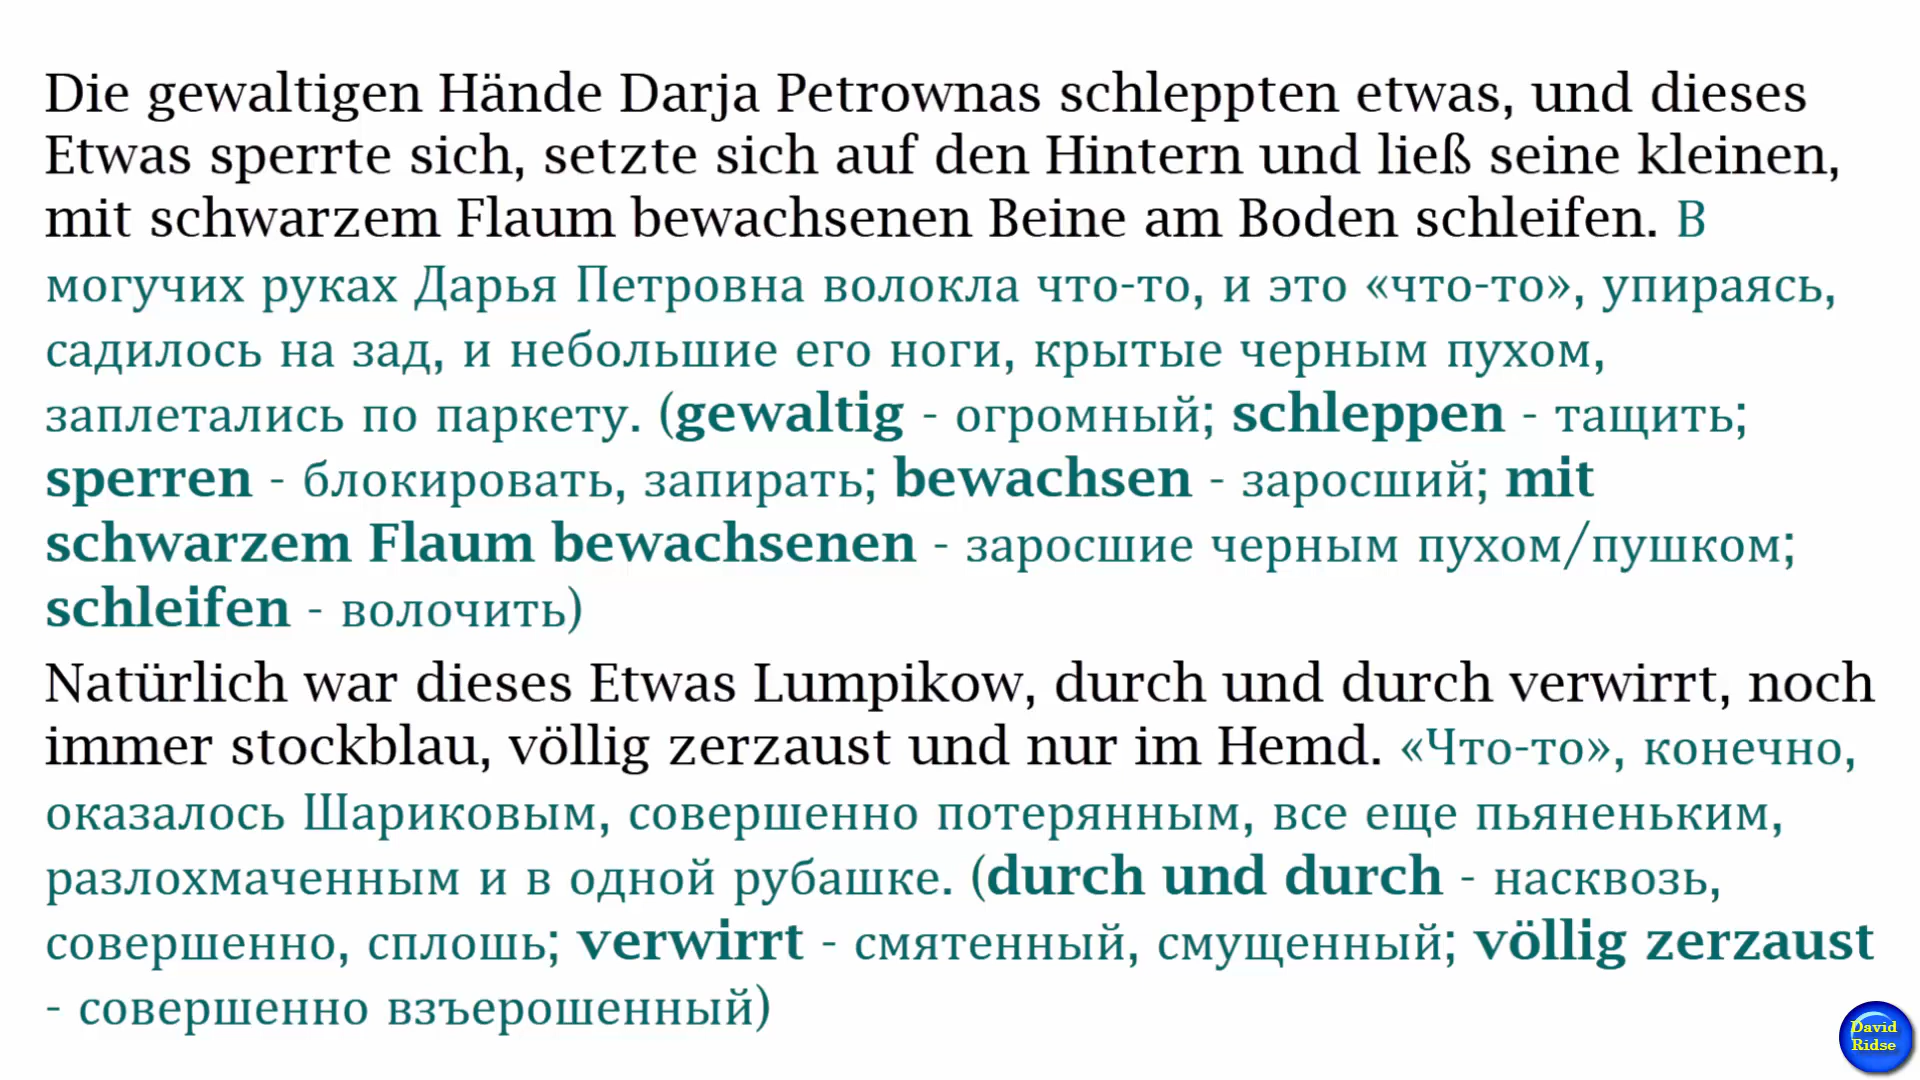 Die gewaltigen Hände Darja Petrownas schleppten etwas, und dieses
Etwas sperrte sich, setzte sich auf den Hintern und ließ seine kleinen,
mit schwarzem Flaum bewachsenen Beine am Boden schleifen. В
могучих руках Дарья Петровна волокла что-то, и это «что-то», упираясь,
садилось на зад, и небольшие его ноги, крытые черным пухом,
заплетались по паркету. (gewaltig - огромный; schleppen - тащить;
sperren - блокировать, запирать; bewachsen - заросший; mit
schwarzem Flaum bewachsenen - заросшие черным пухом/пушком;
schleifen - волочить)
Natürlich war dieses Etwas Lumpikow, durch und durch verwirrt, noch
immer stockblau, völlig zerzaust und nur im Hemd. «Что-то», конечно,
оказалось Шариковым, совершенно потерянным, все еще пьяненьким,
разлохмаченным и в одной рубашке. (durch und durch - насквозь,
совершенно, сплошь; verwirrt - смятенный, смущенный; völlig zerzaust
- совершенно взъерошенный)
David
Ridse